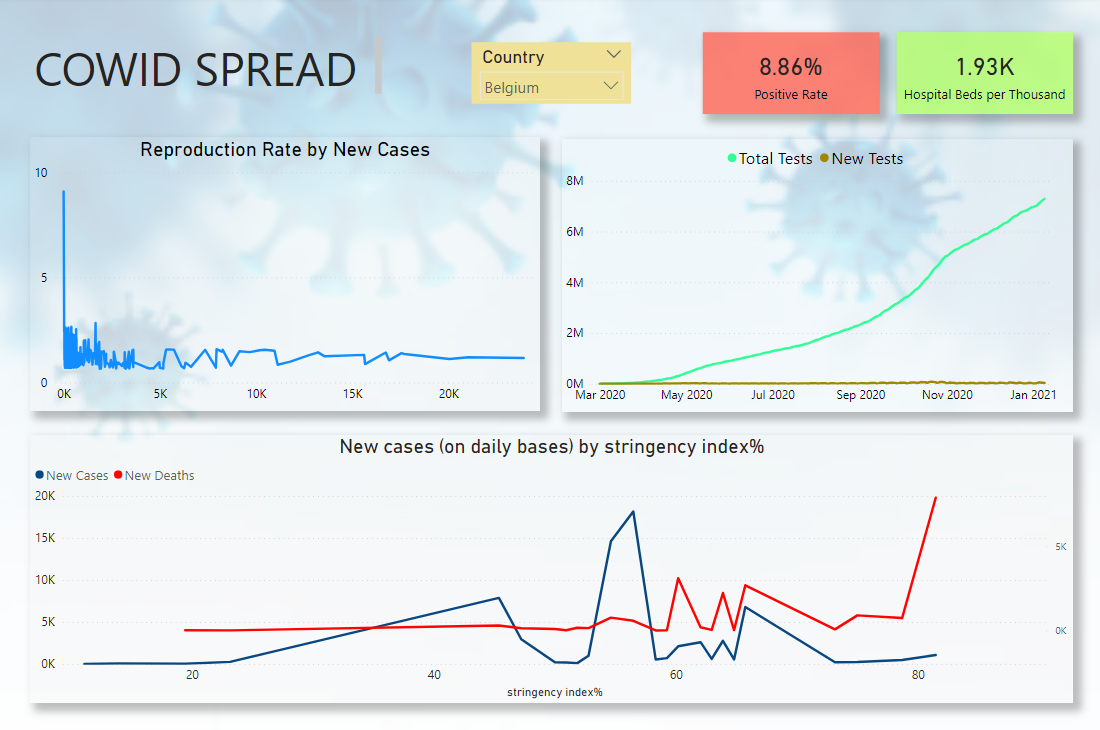 COWID SPREAD
Country
Belgium
8.86%
Positive Rate
1.93K
Hospital Beds per Thousand
Reproduction Rate by New Cases
10
5
0
0K 5K 10K 15K 20K
Total Tests New Tests
8M
6M
4M
2M
0M
Mar 2020 May 2020 Jul 2020 Sep 2020 Nov 2020 Jan 2021
New cases (on daily bases) by stringency index%
New Cases New Deaths
20K
15K
10K
5K
0K
5K
0K
20 40 60 80
stringency index%